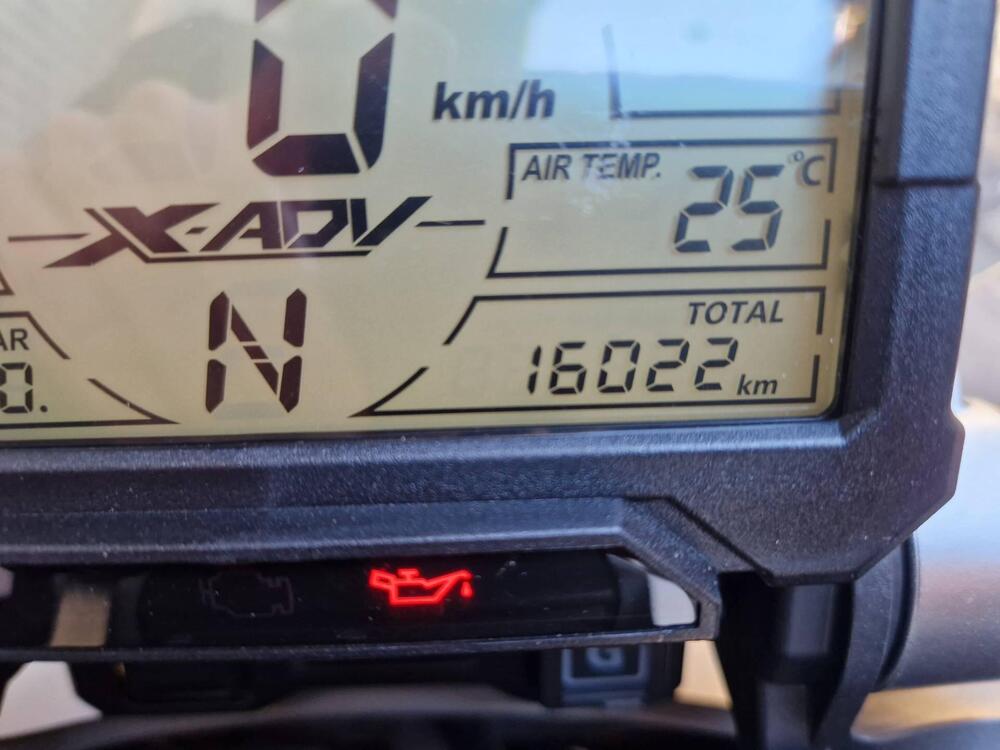 0 km/h
AIR TEMP. 25 °C
X-ADV
TOTAL
N
16022 km
G